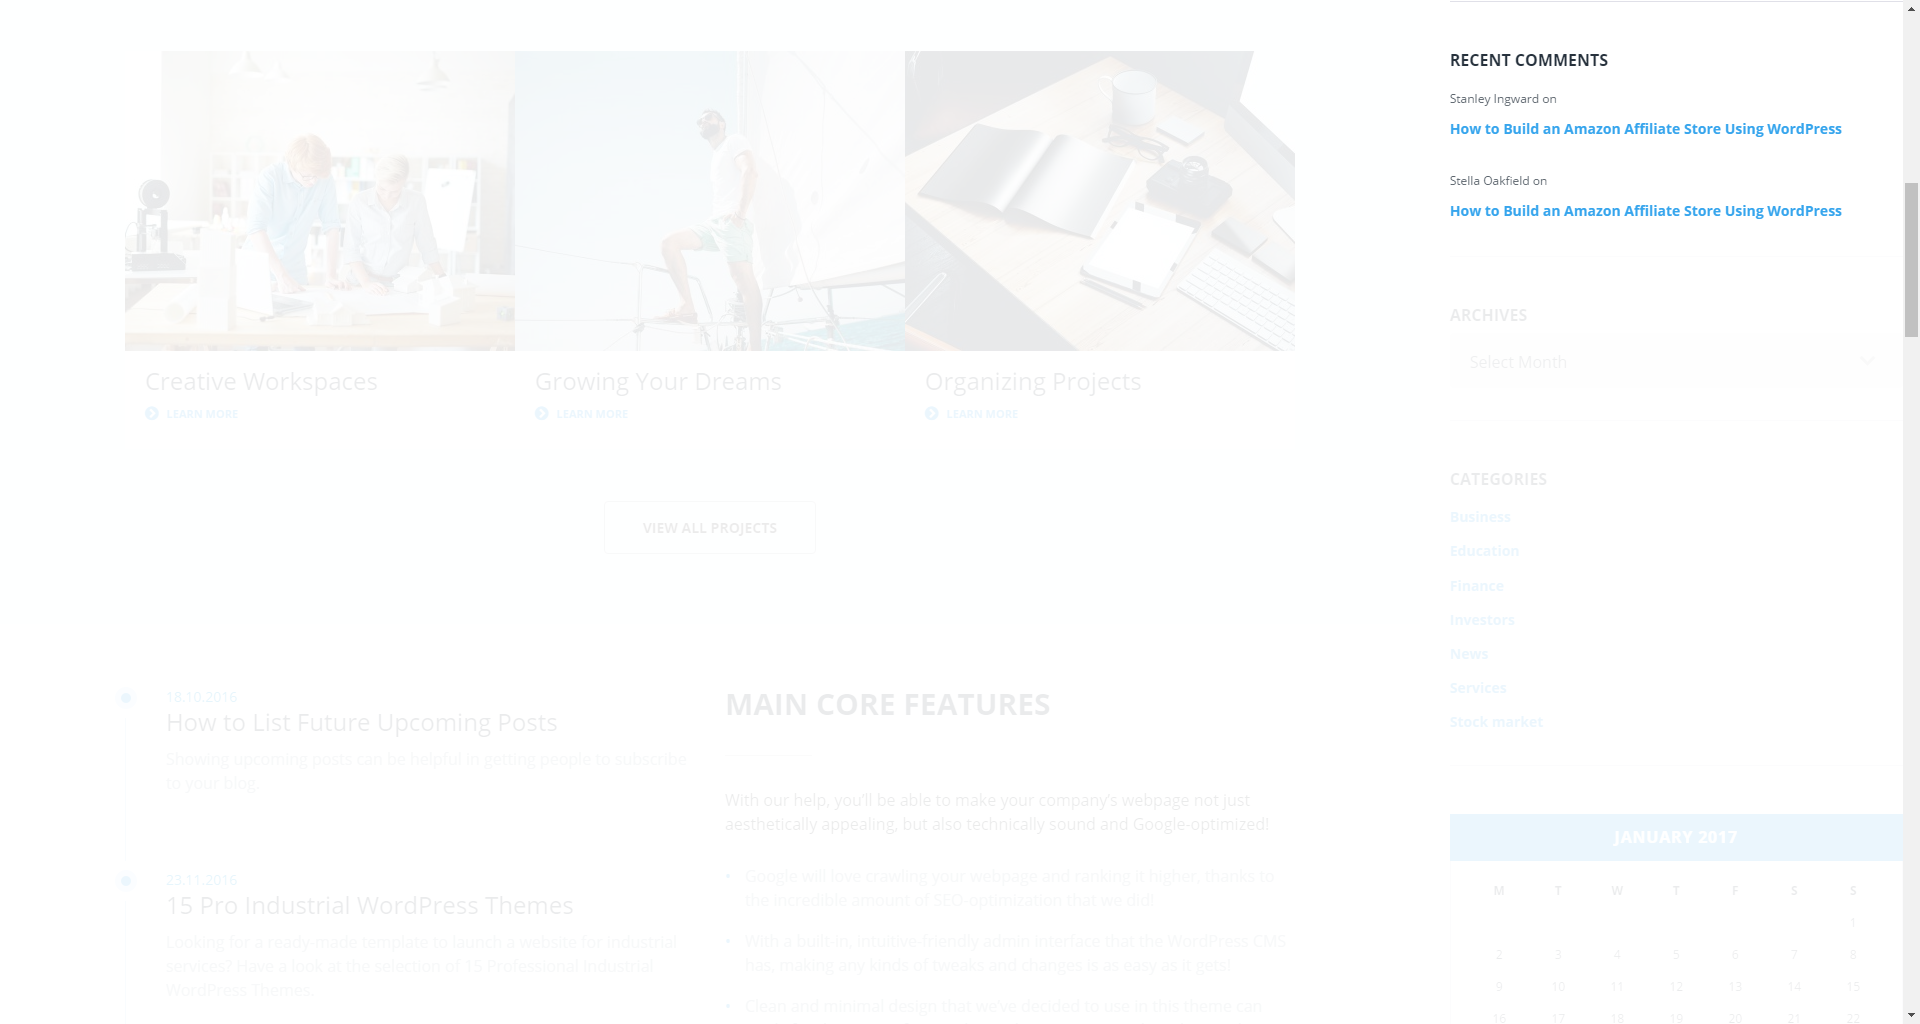 Creative Workspaces
LEARN MORE
Growing Your Dreams
LEARN MORE
Organizing Projects
LEARN MORE
VIEW ALL PROJECTS
18.10.2016
How to List Future Upcoming Posts
Showing upcoming posts can be helpful in getting people to subscribe
to your blog.
23.11.2016
15 Pro Industrial WordPress Themes
Looking for a ready-made template to launch a website for industrial
services? Have a look at the selection of 15 Professional Industrial
WordPress Themes.
MAIN CORE FEATURES
With our help, you'll be able to make your company's webpage not just
aesthetically appealing, but also technically sound and Google-optimized!
• Google will love crawling your webpage and ranking it higher, thanks to
the incredible amount of SEO-optimization that we did!
• With a built in, intuitive-friendly admin interface that the WordPress CMS
has, making any kinds of tweaks and changes is as easy as it gets!
• Clean and minimal design that we've decided to use in this theme can
RECENT COMMENTS
Stanley Ingward on
How to Build an Amazon Affiliate Store Using WordPress
Stella Oakfield on
How to Build an Amazon Affiliate Store Using WordPress
ARCHIVES
Select Month
CATEGORIES
Business
Education
Finance
Investors
News
Services
Stock market
JANUARY 2017
M T W T F S S
1
2 3 4 5 6 7 8
9 10 11 12 13 14 15
16 17 18 19 20 21 22